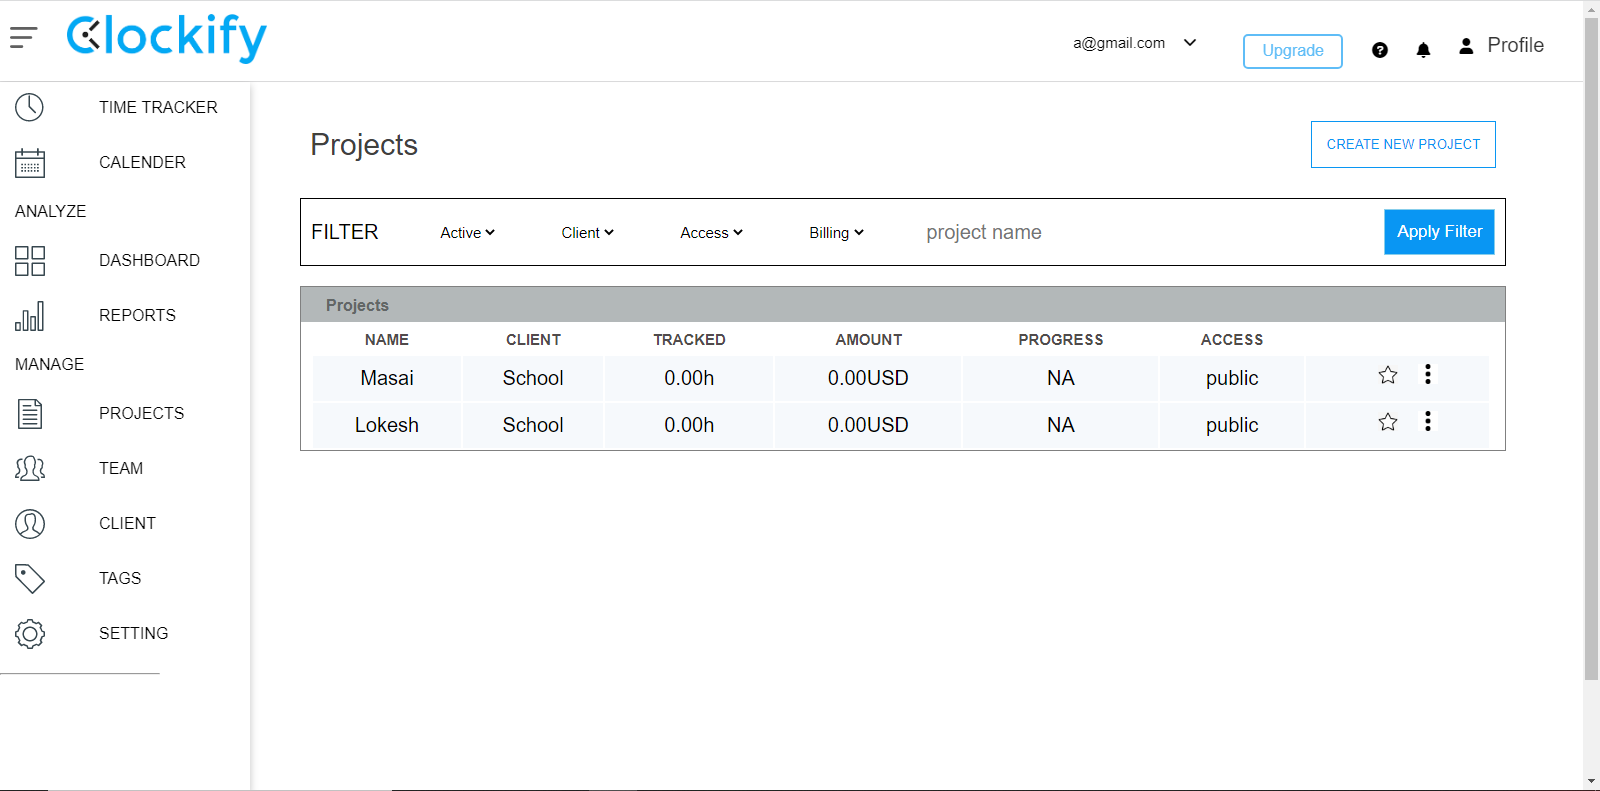 Clockify
a@gmail.com
Upgrade
Profile
TIME TRACKER
CALENDER
ANALYZE
DASHBOARD
REPORTS
MANAGE
PROJECTS
TEAM
CLIENT
TAGS
SETTING
Projects
CREATE NEW PROJECT
FILTER Active Client Access Billing project name Apply Filter
Projects
NAME CLIENT TRACKED AMOUNT PROGRESS ACCESS
Masai School 0.00h 0.00USD NA public
Lokesh School 0.00h 0.00USD NA public